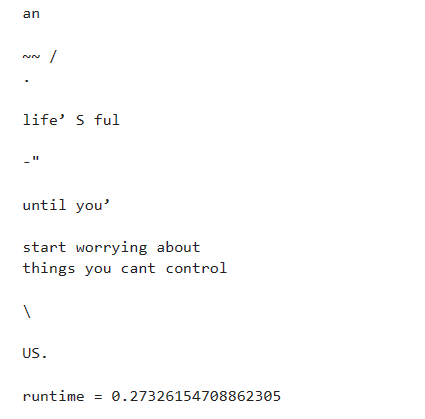 an
~~ /
.
life’ S ful
-"
until you’
start worrying about
things you cant control
\
US.
runtime = 0.27326154708862305